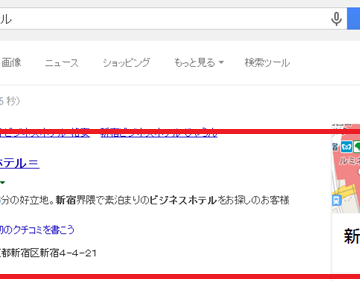 ル
画像 ニュース ショッピング もっと見る 検索ツール
5 秒)
ホテル＝
分の好立地。新宿界隈で素泊まりのビジネスホテルをお探しのお客様
初のクチコミを書こう
京都新宿区新宿4-4-21
ルミネ
新